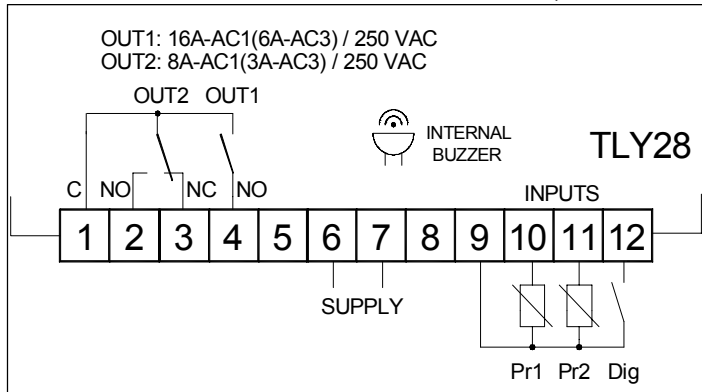 OUT1: 16A-AC1(6A-AC3) / 250 VAC
OUT2: 8A-AC1(3A-AC3) / 250 VAC
OUT2 OUT1
INTERNAL
BUZZER
TLY28
C NO NC NO
INPUTS
1 2 3 4 5 6 7 8 9 10 11 12
SUPPLY
Pr1 Pr2 Dig